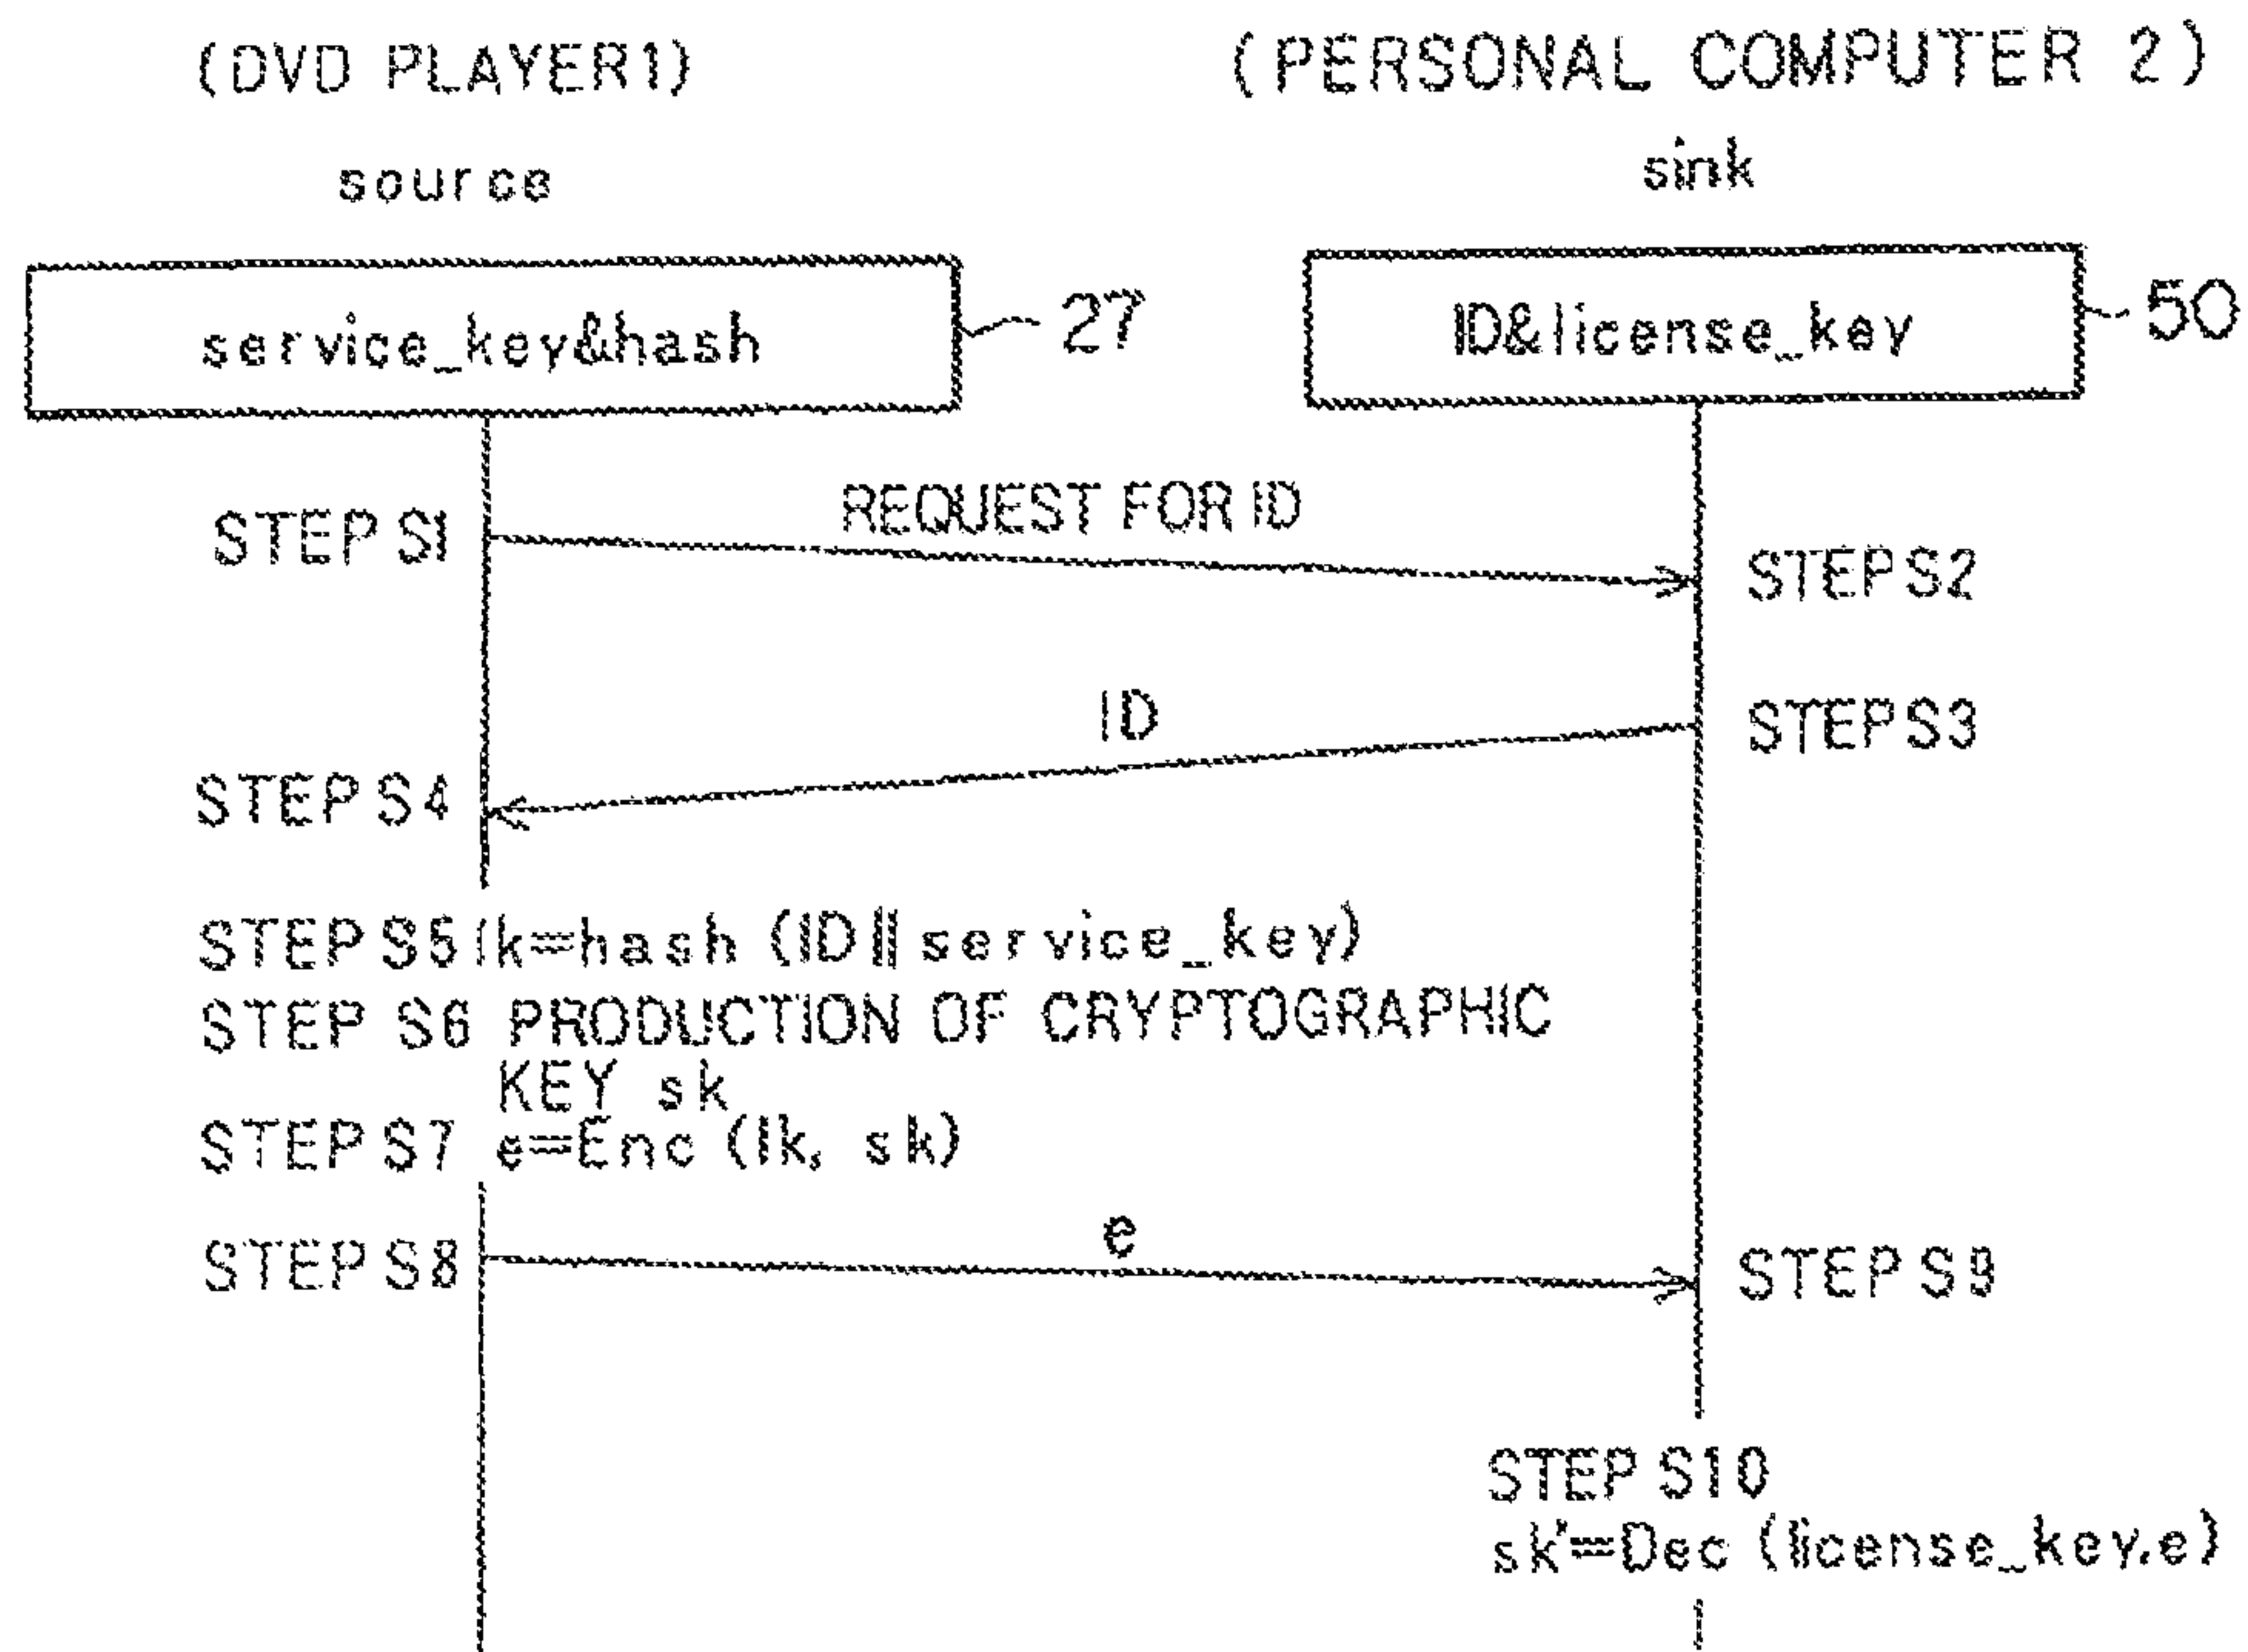 (DVD PLAYER1)
(PERSONAL COMPUTER 2)
source
sink
service_key&hash
27
ID&license_key
50
STEP S1
REQUEST FOR ID
STEP S2
ID
STEP S3
STEP S4
STEP S5 lk=hash (ID||service_key)
STEP S6 PRODUCTION OF CRYPTOGRAPHIC
KEY sk
STEP S7 e=Enc (lk, sk)
STEP S8
e
STEP S9
STEP S10
sk'=Dec (license_key,e)